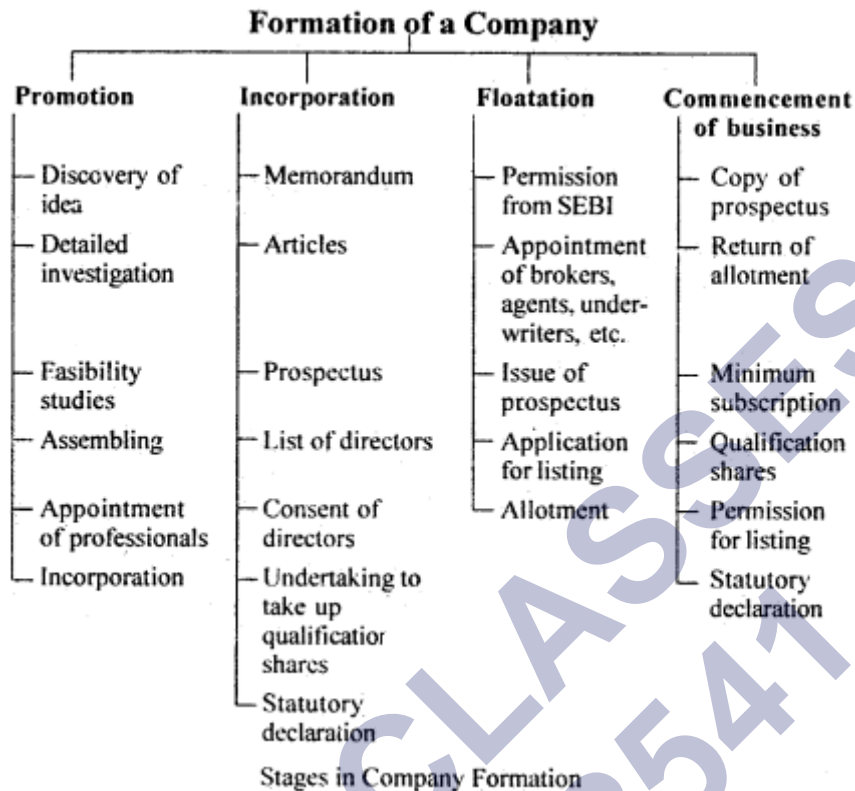 Formation of a Company
Promotion
Discovery of
idea
Detailed
investigation
Fasibility
studies
Assembling
Appointment
of professionals
Incorporation
Incorporation
Memorandum
Articles
Prospectus
List of directors
Consent of
directors
Undertaking to
take up
qualification
shares
Statutory
declaration
Floatation
Permission
from SEBI
Appointment
of brokers,
agents, under-
writers, etc.
Issue of
prospectus
Application
for listing
Allotment
Commencement
of business
Copy of
prospectus
Return of
allotment
Minimum
subscription
Qualification
shares
Permission
for listing
Statutory
declaration
Stages in Company Formation
CLASSES
2541